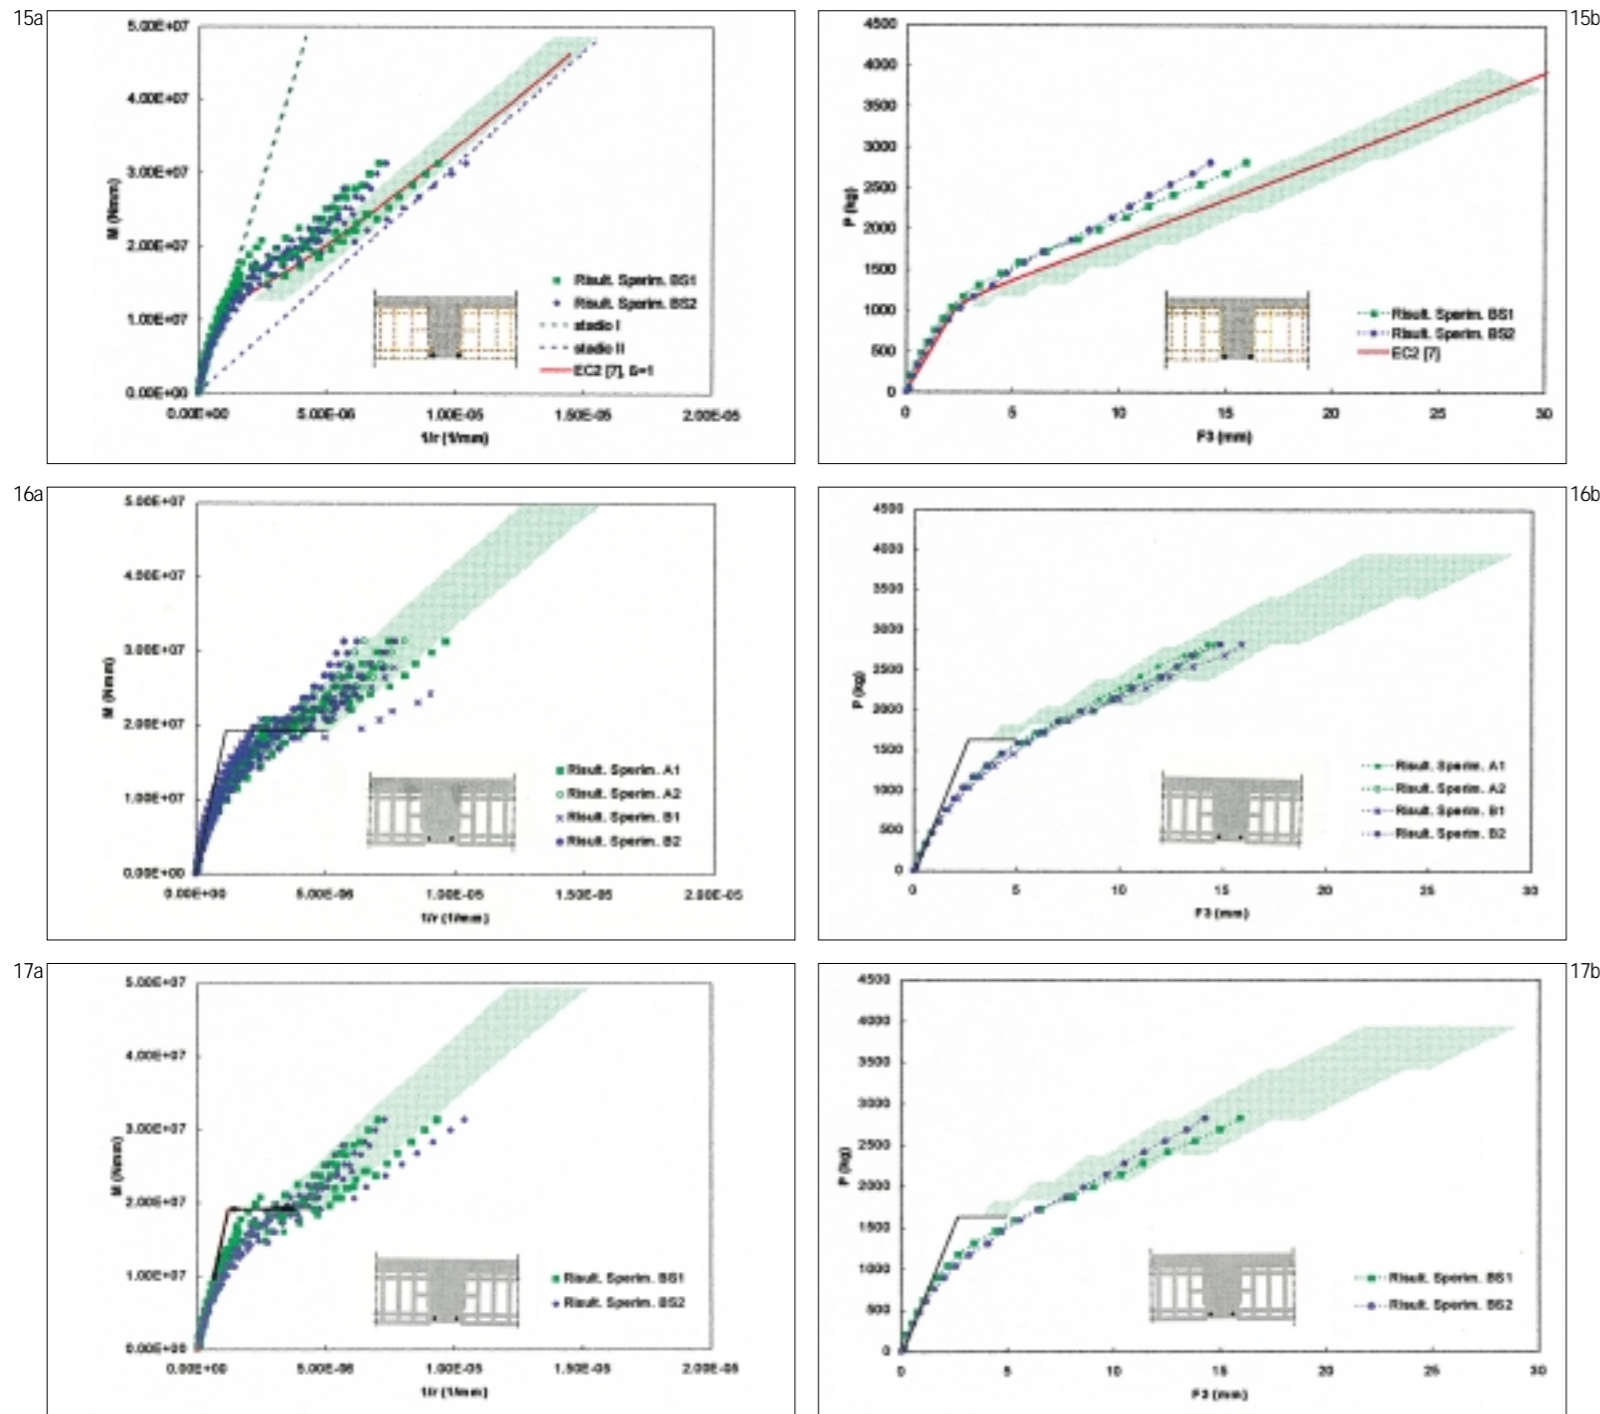 15a
5.00E+07
4.00E+07
3.00E+07
2.00E+07
1.00E+07
0.00E+00
M (Nmm)
Risult. Sperim. BS1
Risult. Sperim. BS2
stadio I
stadio II
EC2 [7], ß=1
0.00E+00 5.00E-06 1.00E-05 1.50E-05 2.00E-05
1/r (1/mm)
15b
4500
4000
3500
3000
2500
2000
1500
1000
500
0
P (kg)
Risult. Sperim. BS1
Risult. Sperim. BS2
EC2 [7]
0 5 10 15 20 25 30
F3 (mm)
16a
5.00E+07
4.00E+07
3.00E+07
2.00E+07
1.00E+07
0.00E+00
M (Nmm)
Risult. Sperim. A1
Risult. Sperim. A2
Risult. Sperim. B1
Risult. Sperim. B2
0.00E+00 5.00E-06 1.00E-05 1.50E-05 2.00E-05
1/r (1/mm)
16b
4500
4000
3500
3000
2500
2000
1500
1000
500
0
P (kg)
Risult. Sperim. A1
Risult. Sperim. A2
Risult. Sperim. B1
Risult. Sperim. B2
0 5 10 15 20 25 30
F3 (mm)
17a
5.00E+07
4.00E+07
3.00E+07
2.00E+07
1.00E+07
0.00E+00
M (Nmm)
Risult. Sperim. BS1
Risult. Sperim. BS2
0.00E+00 5.00E-06 1.00E-05 1.50E-05 2.00E-05
1/r (1/mm)
17b
4500
4000
3500
3000
2500
2000
1500
1000
500
0
P (kg)
Risult. Sperim. BS1
Risult. Sperim. BS2
0 5 10 15 20 25 30
F3 (mm)